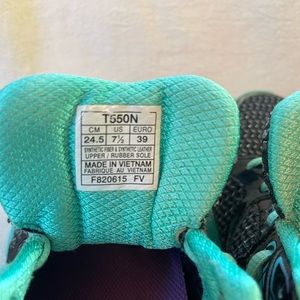 T550N
CM US EURO
24.5 7½ 39
SYNTHETIC FIBER & SYNTHETIC LEATHER
UPPER / RUBBER SOLE
MADE IN VIETNAM
FABRIQUE AU VIETNAM
F820615 FV